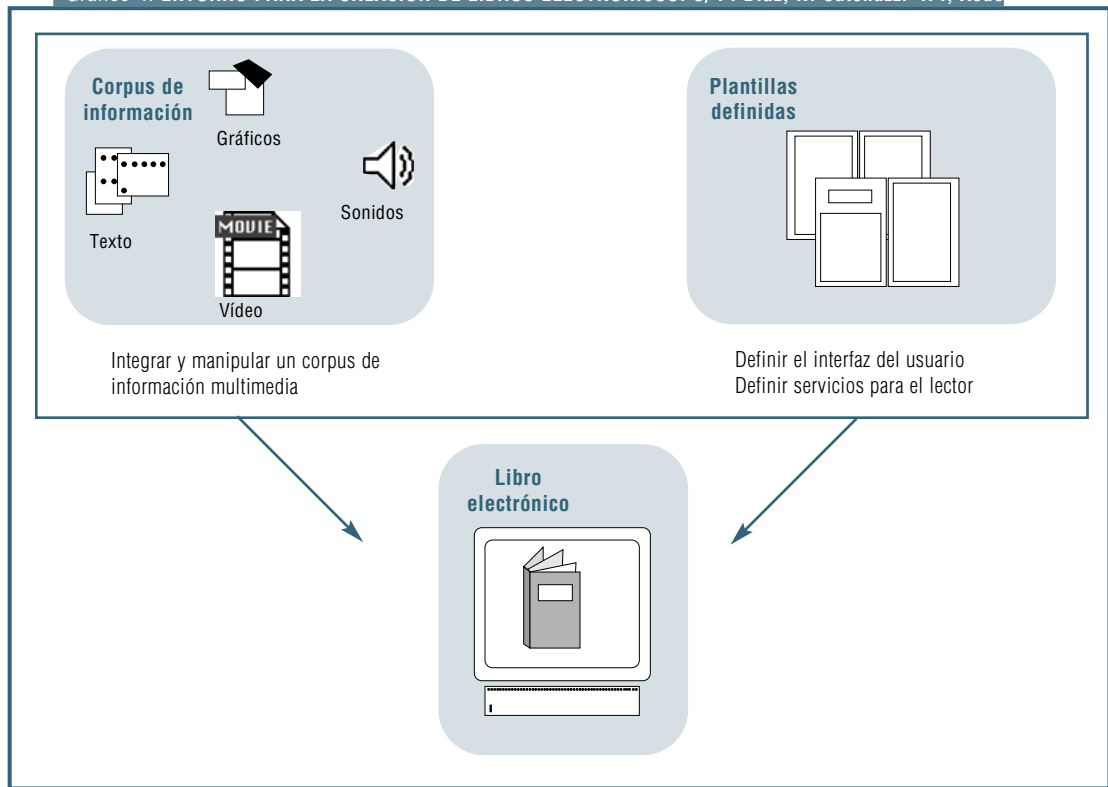 Corpus de
información
Gráficos
Sonidos
Texto
MOVIE
Vídeo
Integrar y manipular un corpus de
información multimedia
Plantillas
definidas
Definir el interfaz del usuario
Definir servicios para el lector
Libro
electrónico